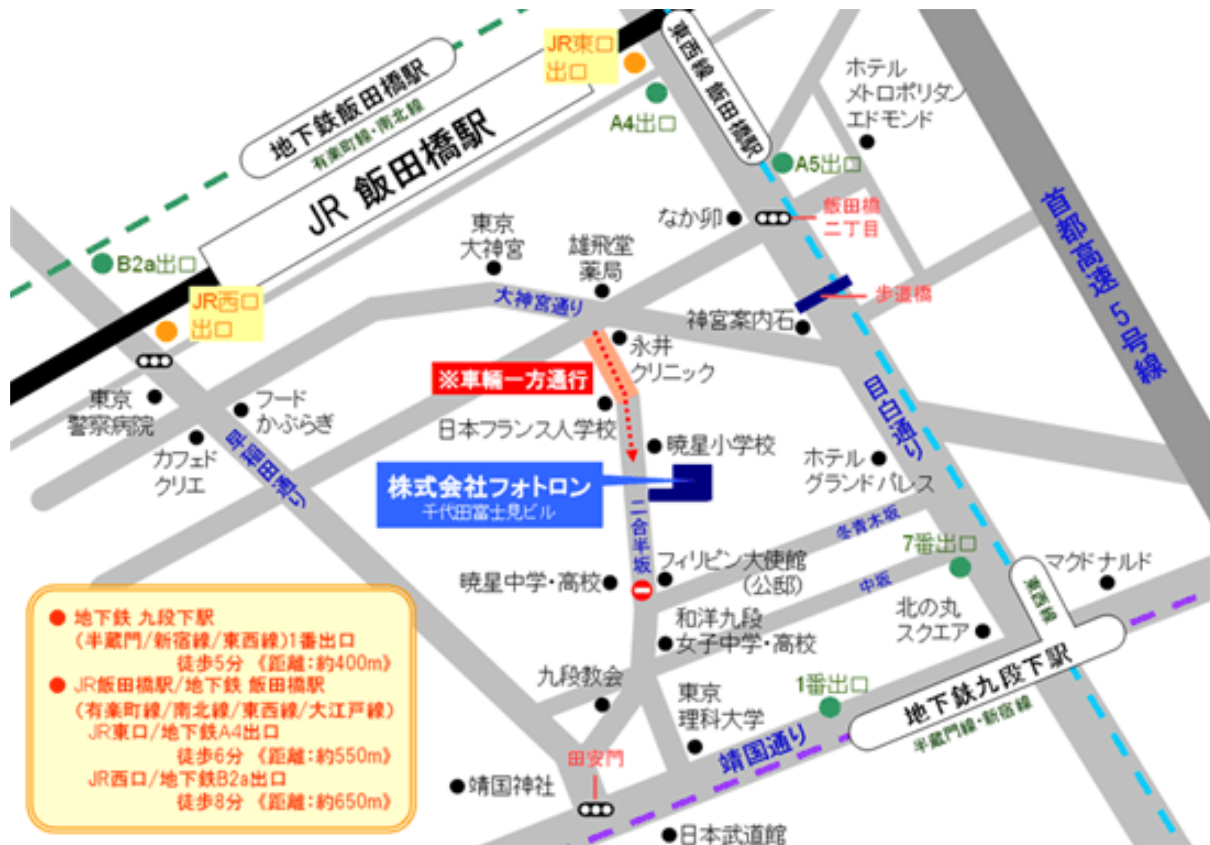 JR東口
出口
東西線 飯田橋駅
ホテル
メトロポリタン
エドモンド
地下鉄飯田橋駅
有楽町線・南北線
A4出口
JR 飯田橋駅
A5出口
首都高速 5号線
東京
大神宮
なか卯
飯田橋
二丁目
雄飛堂
薬局
B2a出口
JR西口
出口
大神宮通り
歩道橋
神宮案内石
永井
クリニック
※車輌一方通行
目白通り
東京
警察病院
フード
かぶらぎ
日本フランス人学校
暁星小学校
カフェド
クリエ
早稲田通り
ホテル
グランドパレス
株式会社フォトロン
千代田富士見ビル
二合半坂
冬青木坂
7番出口
フィリピン大使館
(公邸)
マクドナルド
暁星中学・高校
中坂
東西線
和洋九段
女子中学・高校
北の丸
スクエア
● 地下鉄 九段下駅
(半蔵門/新宿線/東西線)1番出口
徒歩5分 《距離:約400m》
● JR飯田橋駅/地下鉄 飯田橋駅
(有楽町線/南北線/東西線/大江戸線)
JR東口/地下鉄A4出口
徒歩6分 《距離:約550m》
JR西口/地下鉄B2a出口
徒歩8分 《距離:約650m》
九段教会
東京
理科大学
1番出口
地下鉄九段下駅
半蔵門線・新宿線
靖国通り
田安門
靖国神社
日本武道館